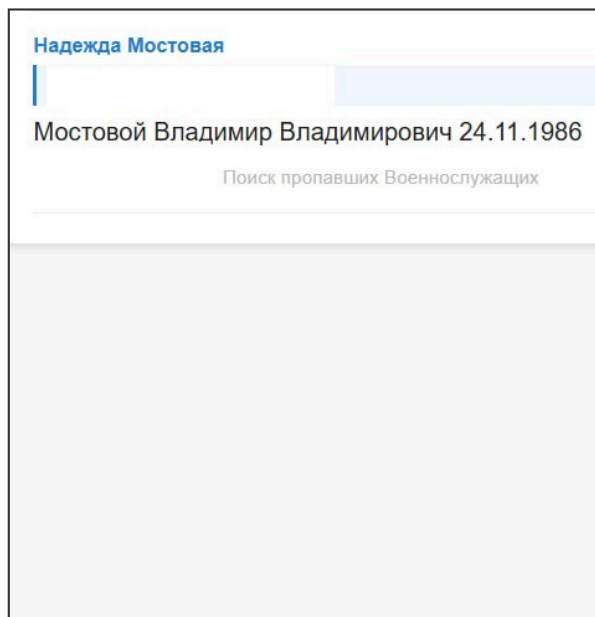 Надежда Мостовая
Мостовой Владимир Владимирович 24.11.1986
Поиск пропавших Военнослужащих